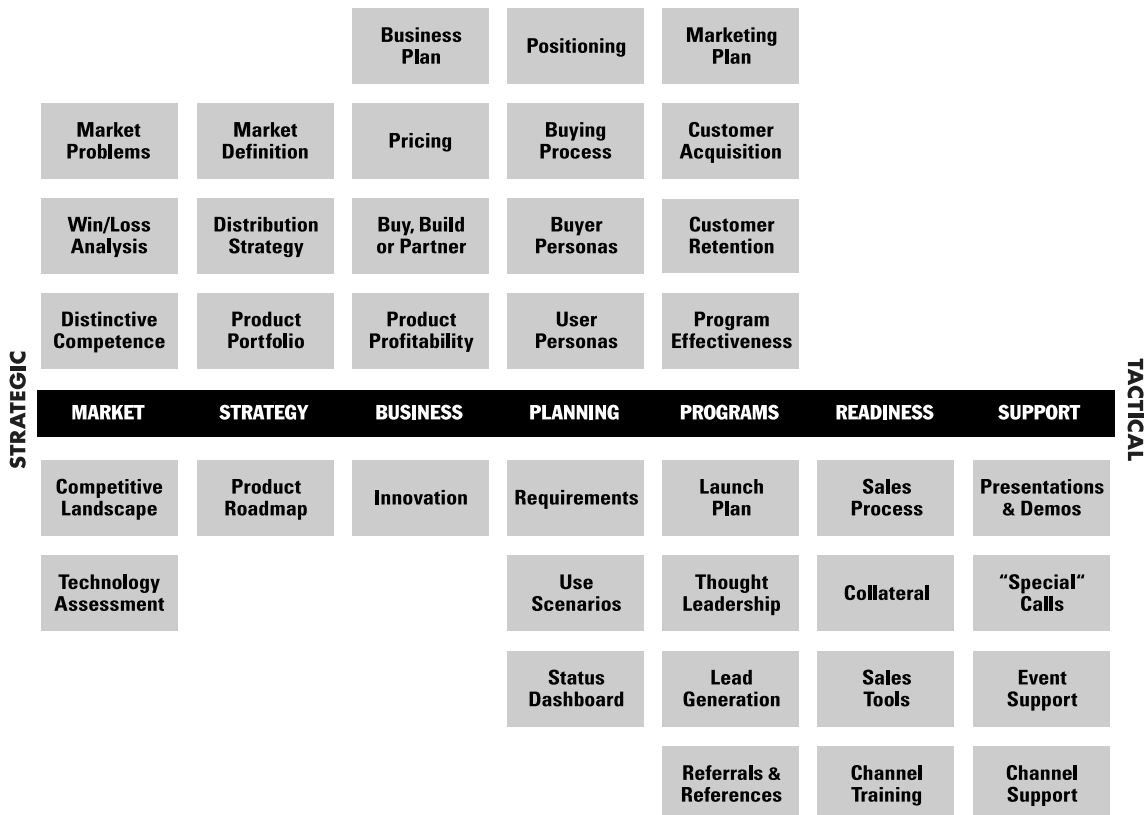 Business
Plan
Positioning
Marketing
Plan
Market
Problems
Market
Definition
Pricing
Buying
Process
Customer
Acquisition
Win/Loss
Analysis
Distribution
Strategy
Buy, Build
or Partner
Buyer
Personas
Customer
Retention
Distinctive
Competence
Product
Portfolio
Product
Profitability
User
Personas
Program
Effectiveness
STRATEGIC
MARKET
STRATEGY
BUSINESS
PLANNING
PROGRAMS
READINESS
SUPPORT
TACTICAL
Competitive
Landscape
Product
Roadmap
Innovation
Requirements
Launch
Plan
Sales
Process
Presentations
& Demos
Technology
Assessment
Use
Scenarios
Thought
Leadership
Collateral
“Special“
Calls
Status
Dashboard
Lead
Generation
Sales
Tools
Event
Support
Referrals &
References
Channel
Training
Channel
Support